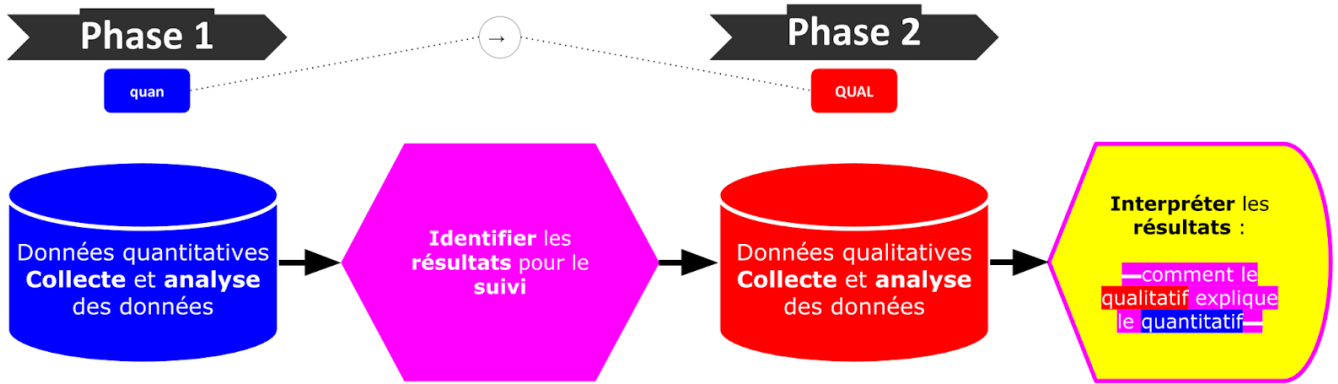 Phase 1
→
Phase 2
quan
QUAL
Données quantitatives
Collecte et analyse
des données
Identifier les
résultats pour le
suivi
Données qualitatives
Collecte et analyse
des données
Interpréter les
résultats :
—comment le
qualitatif explique
le quantitatif—